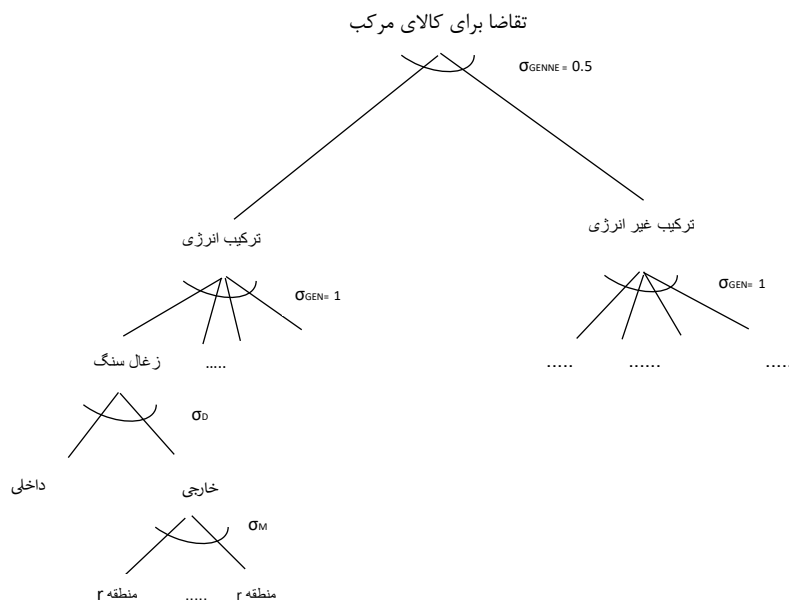 تقاضا برای کالای مرکب
σGENNE = 0.5
ترکیب انرژی
ترکیب غیر انرژی
σGEN= 1
σGEN= 1
زغال سنگ
.....
.....
......
.....
σD
داخلی
خارجی
σM
منطقه r
.....
منطقه r